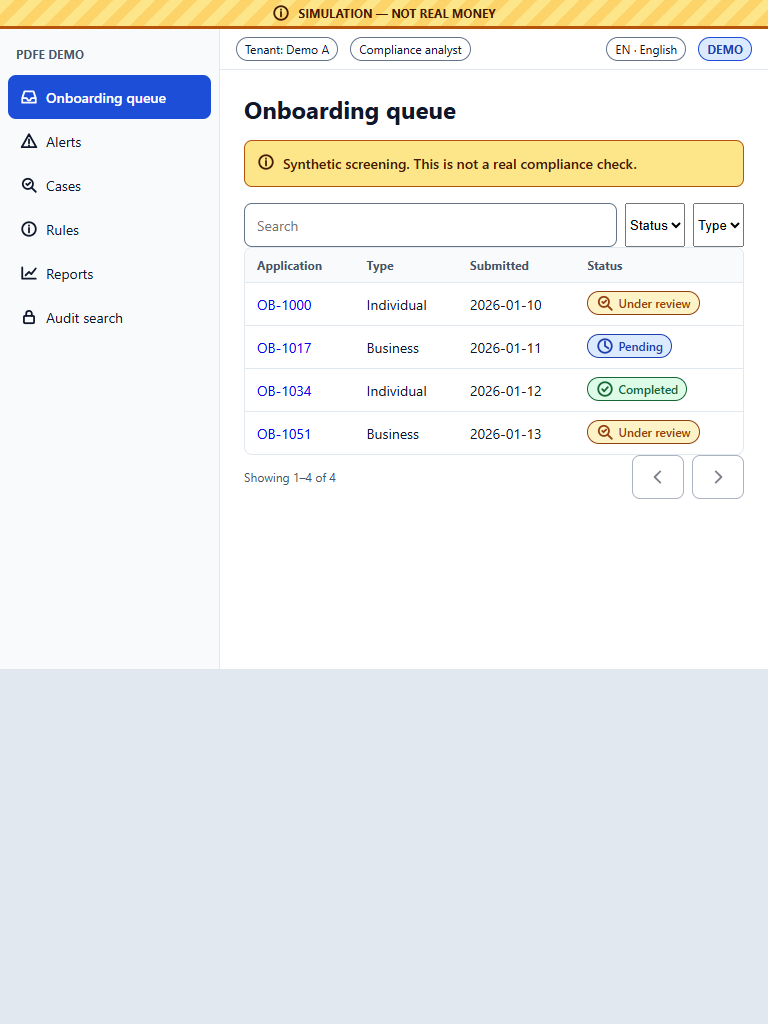 SIMULATION — NOT REAL MONEY
PDFE DEMO
Onboarding queue
Alerts
Cases
Rules
Reports
Audit search
Tenant: Demo A
Compliance analyst
EN · English
DEMO
Onboarding queue
Synthetic screening. This is not a real compliance check.
Search
Status
Type
Application Type Submitted Status
OB-1000 Individual 2026-01-10 Under review
OB-1017 Business 2026-01-11 Pending
OB-1034 Individual 2026-01-12 Completed
OB-1051 Business 2026-01-13 Under review
Showing 1–4 of 4